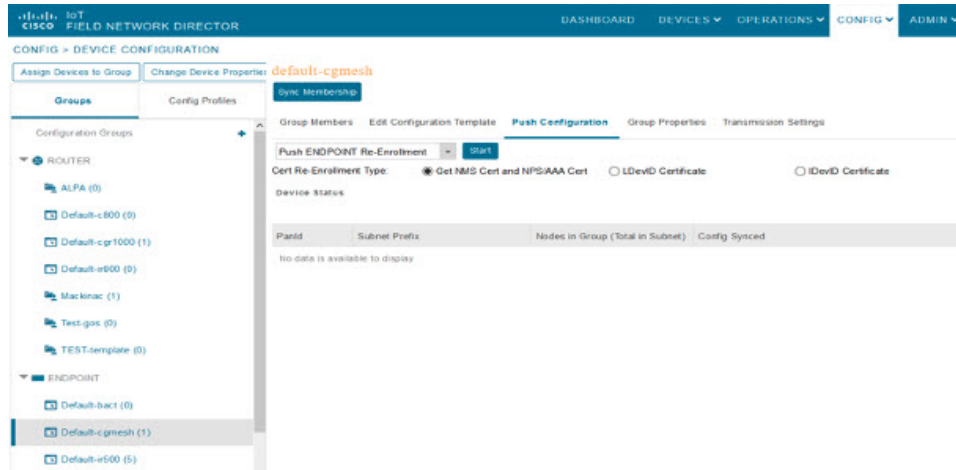 IoT
CISCO FIELD NETWORK DIRECTOR
DASHBOARD DEVICES OPERATIONS CONFIG ADMIN
CONFIG > DEVICE CONFIGURATION
Assign Devices to Group Change Device Properties
default-cgmesh
Sync Membership
Groups Config Profiles
Group Members Edit Configuration Template Push Configuration Group Properties Transmission Settings
Configuration Groups
Push ENDPOINT Re-Enrollment Start
ROUTER
Cert Re-Enrollment Type: Get NMS Cert and NPS/AAA Cert LDevID Certificate IDevID Certificate
ALPA (0)
Device Status
Default-c800 (0)
PanId Subnet Prefix Nodes in Group (Total in Subnet) Config Synced
Default-cgr1000 (1)
No data is available to display
Default-ir800 (0)
Mackinac (1)
Test-gos (0)
TEST-template (0)
ENDPOINT
Default-bact (0)
Default-cgmesh (1)
Default-ir500 (5)